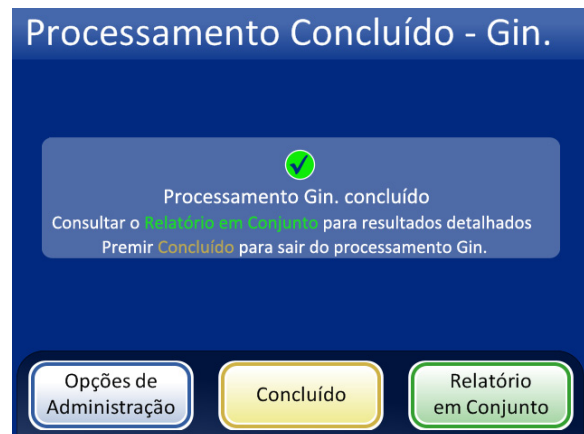 Processamento Concluído - Gin.
Processamento Gin. concluído
Consultar o Relatório em Conjunto para resultados detalhados
Premir Concluído para sair do processamento Gin.
Opções de
Administração
Concluído
Relatório
em Conjunto